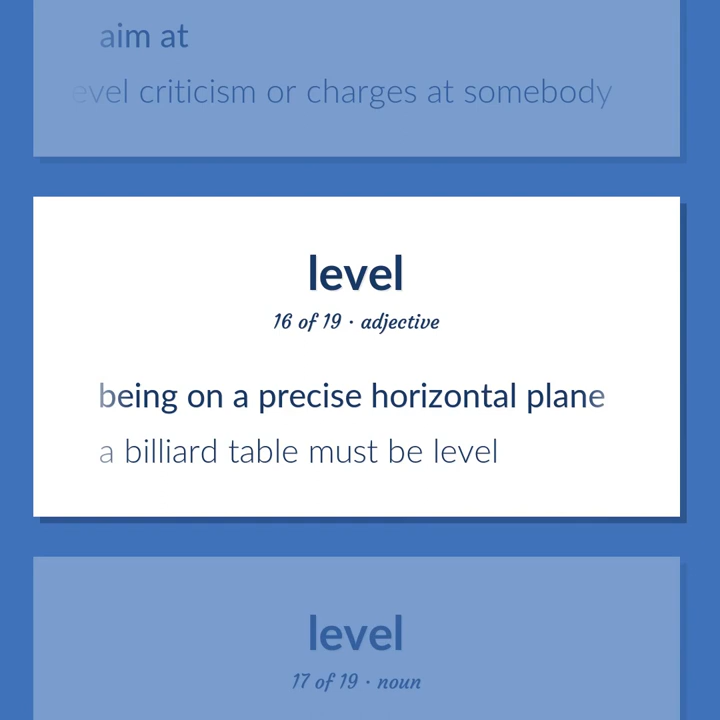 aim at
level criticism or charges at somebody
level
16 of 19 · adjective
being on a precise horizontal plane
a billiard table must be level
level
17 of 19 · noun